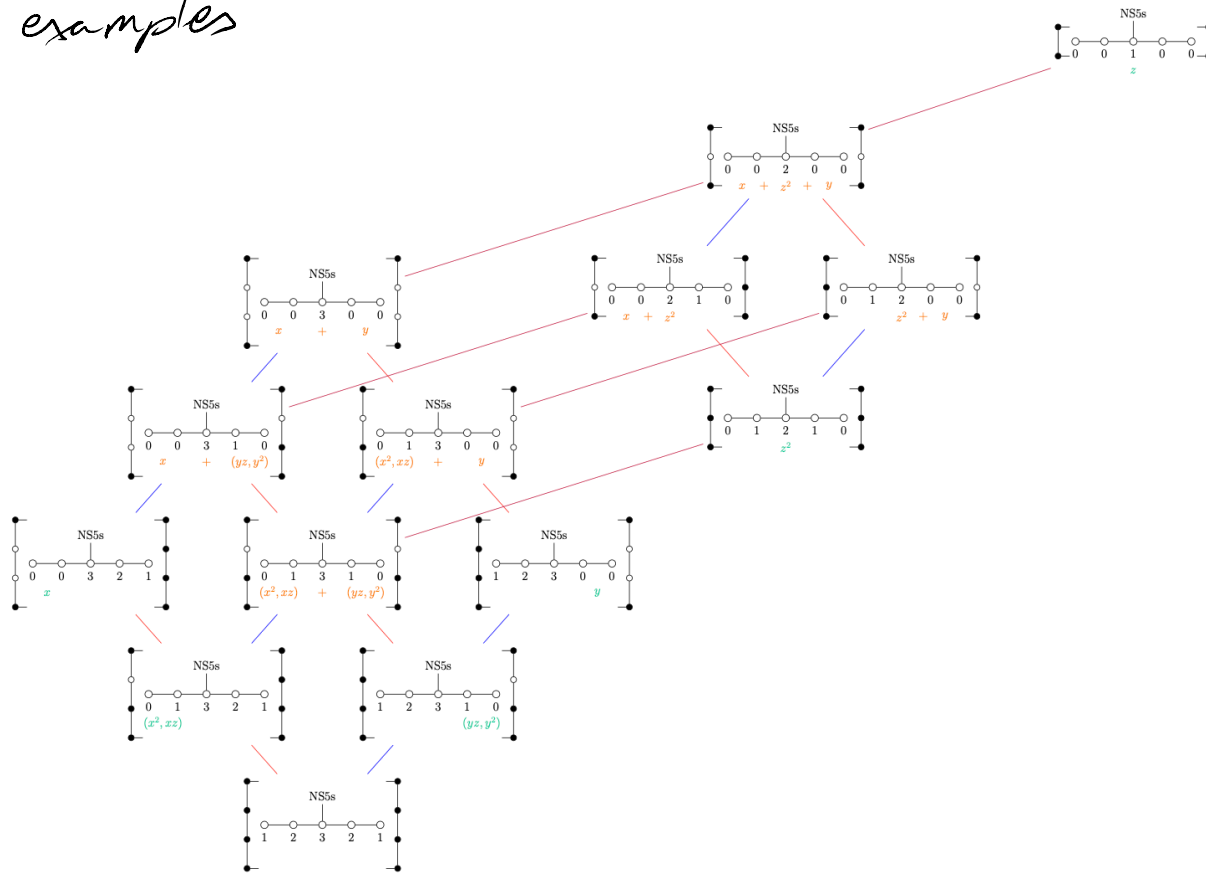 examples
NS5s
0 0 1 0 0
z
NS5s
0 0 2 0 0
x + z² + y
NS5s
0 0 3 0 0
x + y
NS5s
0 0 2 1 0
x + z²
NS5s
0 1 2 0 0
z² + y
NS5s
0 0 3 1 0
x + (yz, y²)
NS5s
0 1 3 0 0
(x², xz) + y
NS5s
0 1 2 1 0
z²
NS5s
0 0 3 2 1
x
NS5s
0 1 3 1 0
(x², xz) + (yz, y²)
NS5s
1 2 3 0 0
y
NS5s
0 1 3 2 1
(x², xz)
NS5s
1 2 3 1 0
(yz, y²)
NS5s
1 2 3 2 1